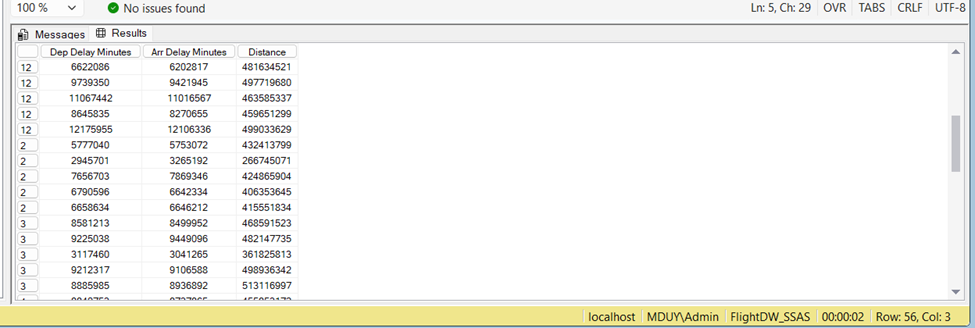 100 % No issues found Ln: 5, Ch: 29 OVR TABS CRLF UTF-8
Messages Results
Dep Delay Minutes Arr Delay Minutes Distance
12 6622086 6202817 481634521
12 9739350 9421945 497719680
12 11067442 11016567 463585337
12 8645835 8270655 459651299
12 12175955 12106336 499033629
2 5777040 5753072 432413799
2 2945701 3265192 266745071
2 7656703 7869346 424865904
2 6790596 6642334 406353645
2 6658634 6646212 415551834
3 8581213 8499952 468591523
3 9225038 9449096 482147735
3 3117460 3041265 361825813
3 9212317 9106588 498936342
3 8885985 8936892 513116997
localhost MDUY\Admin FlightDW_SSAS 00:00:02 Row: 56, Col: 3